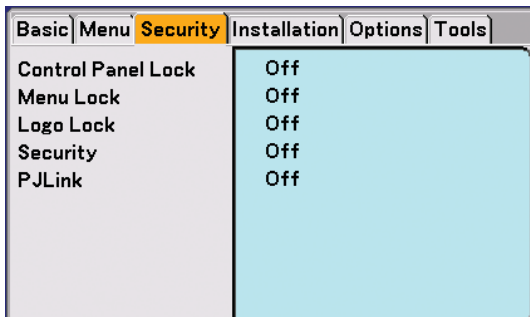 Basic Menu Security Installation Options Tools
Control Panel Lock Off
Menu Lock Off
Logo Lock Off
Security Off
PJLink Off